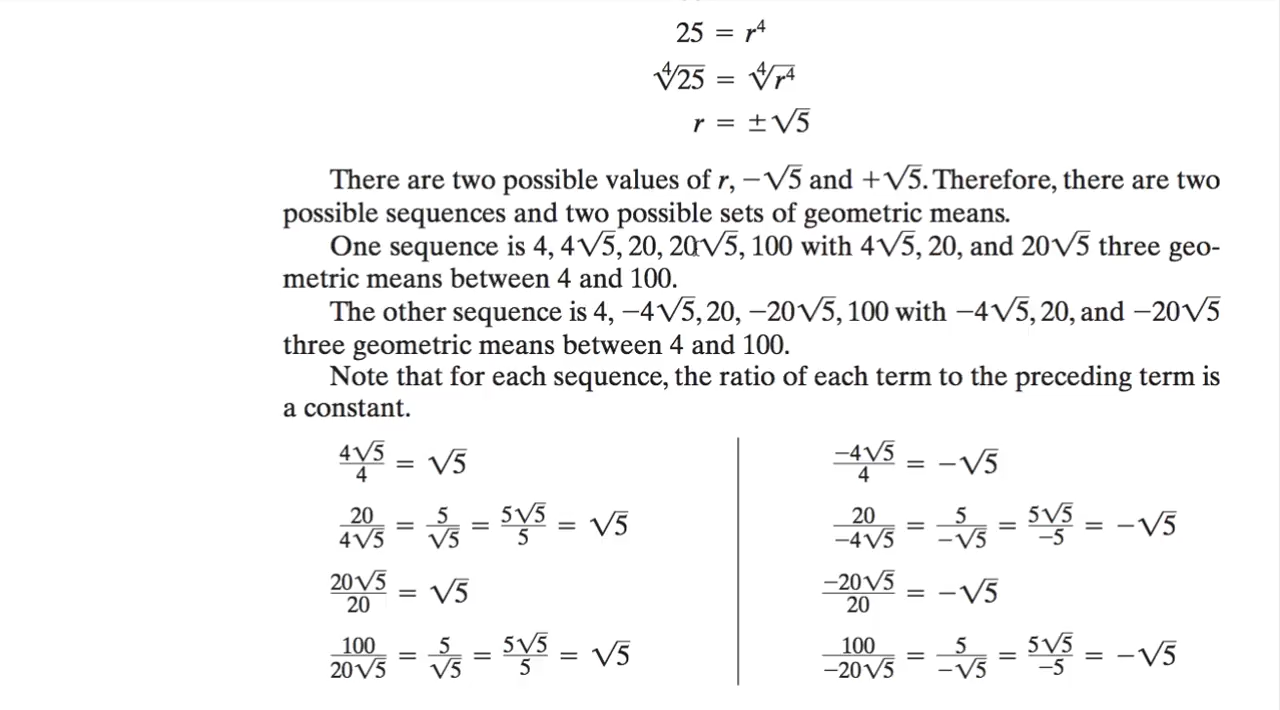 25 = r⁴
∜25 = ∜r⁴
r = ±√5
There are two possible values of r, −√5 and +√5. Therefore, there are two
possible sequences and two possible sets of geometric means.
One sequence is 4, 4√5, 20, 20√5, 100 with 4√5, 20, and 20√5 three geo-
metric means between 4 and 100.
The other sequence is 4, −4√5, 20, −20√5, 100 with −4√5, 20, and −20√5
three geometric means between 4 and 100.
Note that for each sequence, the ratio of each term to the preceding term is
a constant.
4√5/4 = √5
20/4√5 = 5/√5 = 5√5/5 = √5
20√5/20 = √5
100/20√5 = 5/√5 = 5√5/5 = √5
−4√5/4 = −√5
20/−4√5 = 5/−√5 = 5√5/−5 = −√5
−20√5/20 = −√5
100/−20√5 = 5/−√5 = 5√5/−5 = −√5